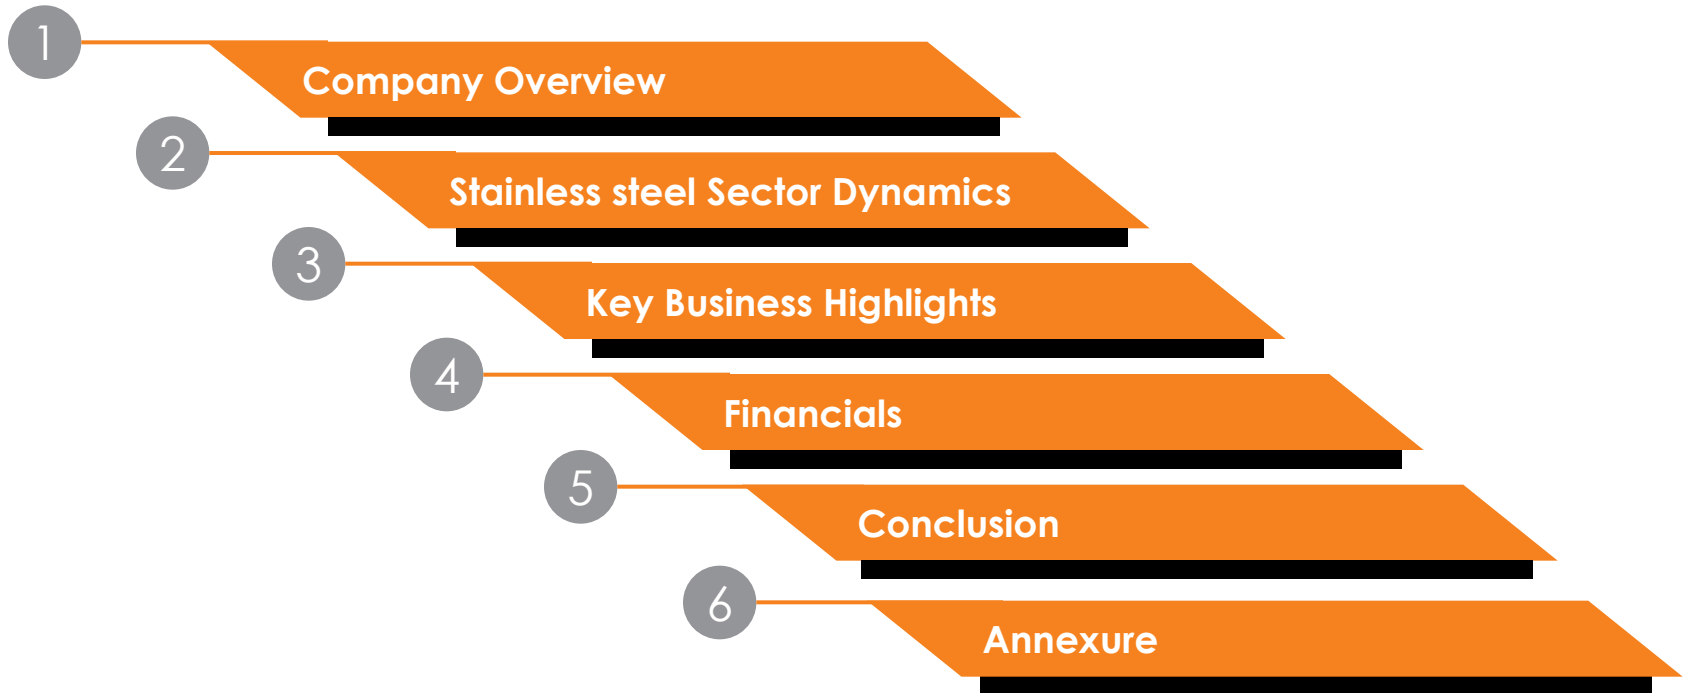 1
Company Overview
2
Stainless steel Sector Dynamics
3
Key Business Highlights
4
Financials
5
Conclusion
6
Annexure